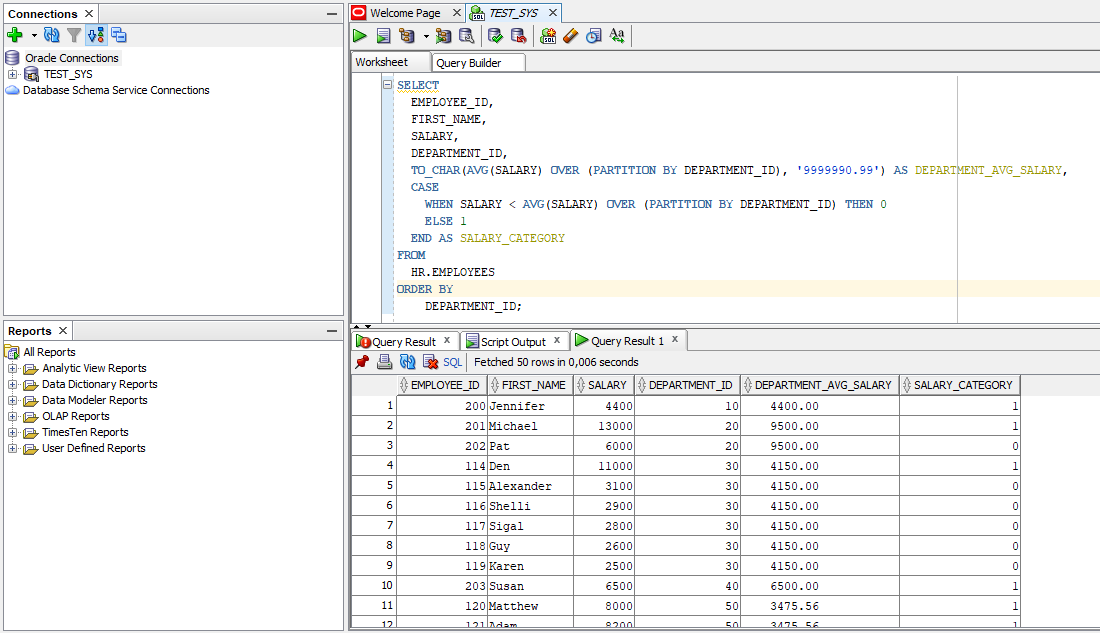 Connections
Oracle Connections
TEST_SYS
Database Schema Service Connections
Reports
All Reports
Analytic View Reports
Data Dictionary Reports
Data Modeler Reports
OLAP Reports
TimesTen Reports
User Defined Reports
Welcome Page
TEST_SYS
Worksheet
Query Builder
SELECT
EMPLOYEE_ID,
FIRST_NAME,
SALARY,
DEPARTMENT_ID,
TO_CHAR(AVG(SALARY) OVER (PARTITION BY DEPARTMENT_ID), '9999990.99') AS DEPARTMENT_AVG_SALARY,
CASE
WHEN SALARY < AVG(SALARY) OVER (PARTITION BY DEPARTMENT_ID) THEN 0
ELSE 1
END AS SALARY_CATEGORY
FROM
HR.EMPLOYEES
ORDER BY
DEPARTMENT_ID;
Query Result
Script Output
Query Result 1
SQL
Fetched 50 rows in 0,006 seconds
EMPLOYEE_ID FIRST_NAME SALARY DEPARTMENT_ID DEPARTMENT_AVG_SALARY SALARY_CATEGORY
1 200 Jennifer 4400 10 4400.00 1
2 201 Michael 13000 20 9500.00 1
3 202 Pat 6000 20 9500.00 0
4 114 Den 11000 30 4150.00 1
5 115 Alexander 3100 30 4150.00 0
6 116 Shelli 2900 30 4150.00 0
7 117 Sigal 2800 30 4150.00 0
8 118 Guy 2600 30 4150.00 0
9 119 Karen 2500 30 4150.00 0
10 203 Susan 6500 40 6500.00 1
11 120 Matthew 8000 50 3475.56 1
12 121 Adam 8200 50 3475.56 1